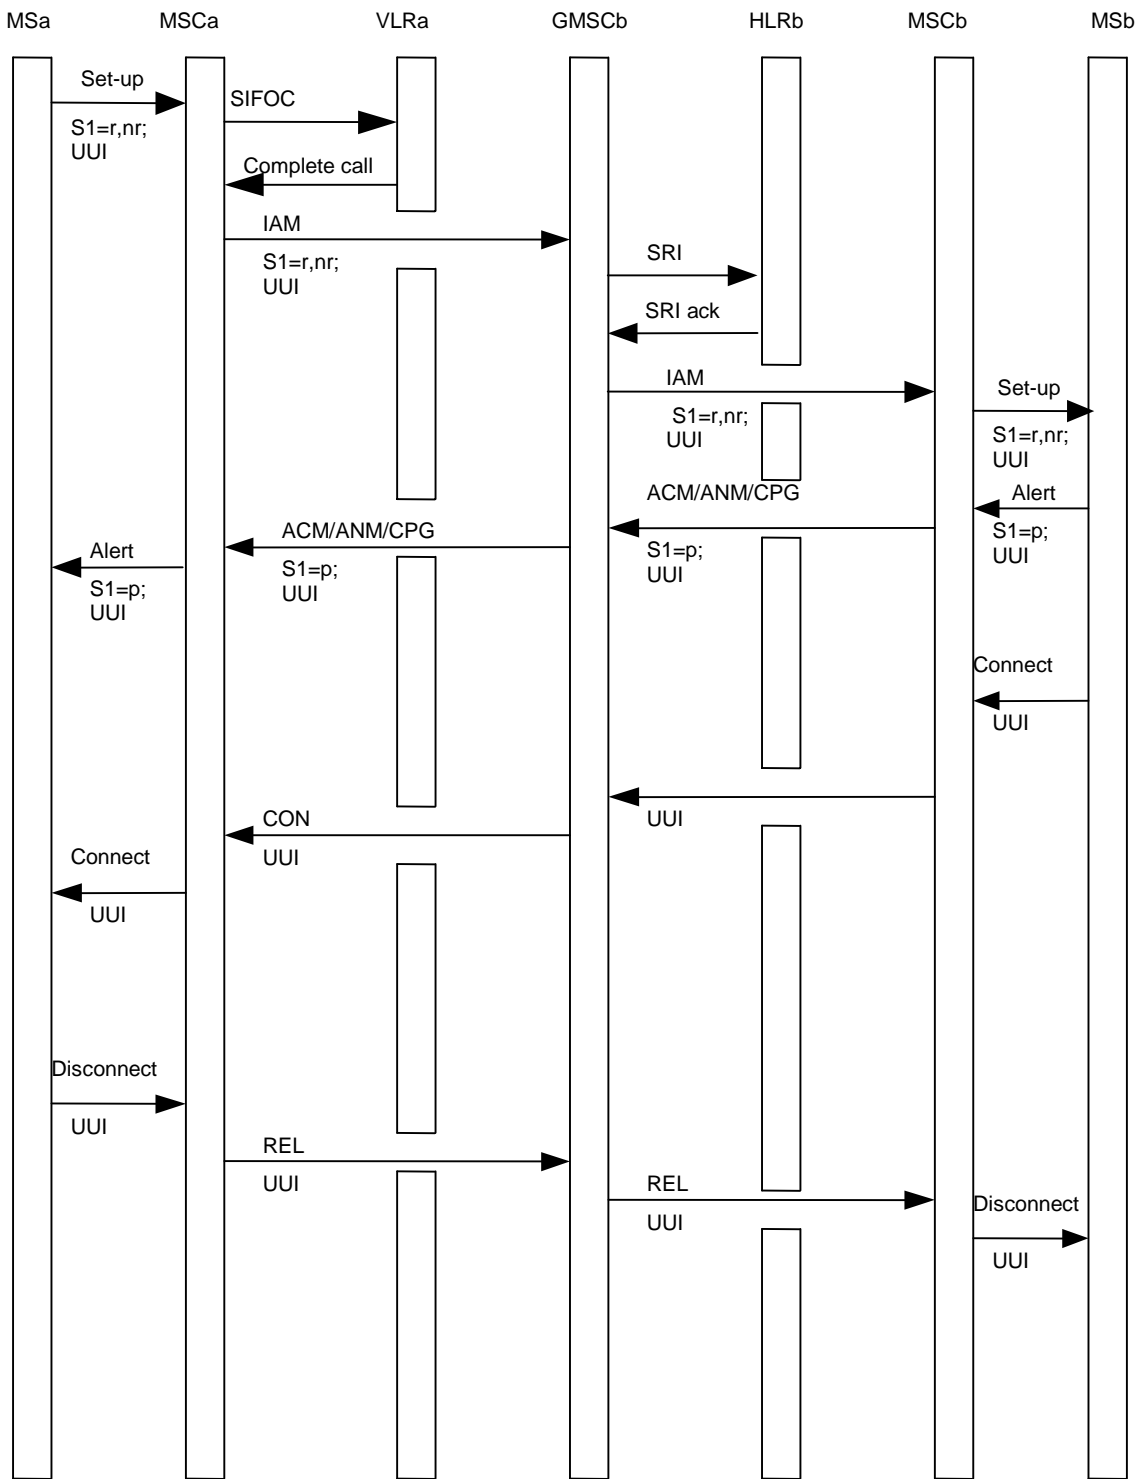 MSa MSCa VLRa GMSCb HLRb MSCb MSb
Set-up
SIFOC
S1=r,nr;
UUI
Complete call
IAM
S1=r,nr;
UUI
SRI
SRI ack
IAM
S1=r,nr;
UUI
Set-up
S1=r,nr;
UUI
Alert
S1=p;
UUI
ACM/ANM/CPG
S1=p;
UUI
ACM/ANM/CPG
S1=p;
UUI
Alert
S1=p;
UUI
Connect
UUI
UUI
CON
UUI
Connect
UUI
Disconnect
UUI
REL
UUI
REL
UUI
Disconnect
UUI